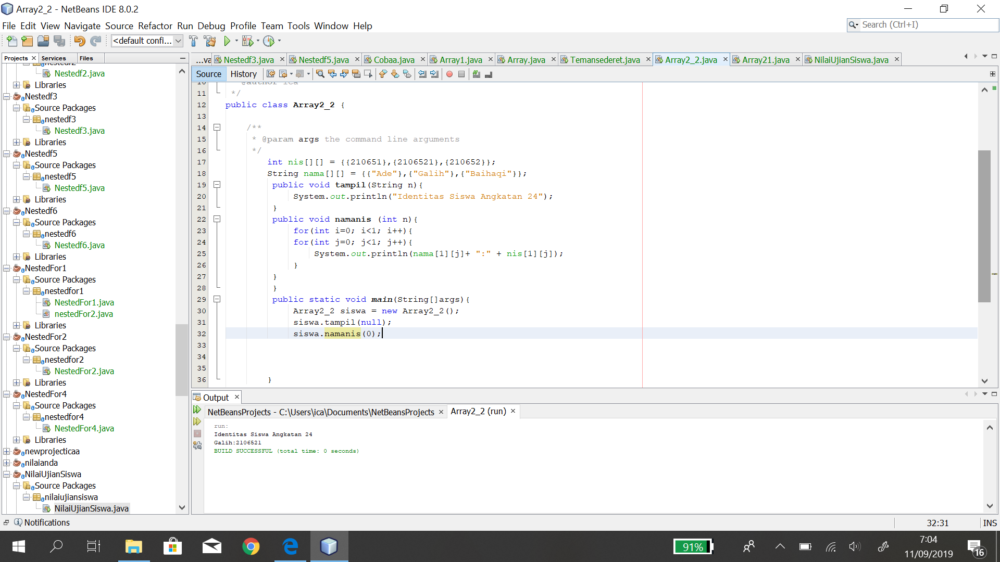 Array2_2 - NetBeans IDE 8.0.2
File Edit View Navigate Source Refactor Run Debug Profile Team Tools Window Help
Search (Ctrl+I)
<default confi...
Projects Services Files
Nestedf2.java
Libraries
Nestedf3
Source Packages
nestedf3
Nestedf3.java
Libraries
Nestedf5
Source Packages
nestedf5
Nestedf5.java
Libraries
Nestedf6
Source Packages
nestedf6
Nestedf6.java
Libraries
NestedFor1
Source Packages
nestedfor1
NestedFor1.java
nestedFor2.java
Libraries
NestedFor2
Source Packages
nestedfor2
NestedFor2.java
Libraries
NestedFor4
Source Packages
nestedfor4
NestedFor4.java
Libraries
newprojecticaa
nilaianda
NilaiUjianSiswa
Source Packages
nilaiujiansiswa
NilaiUjianSiswa.java
...va Nestedf3.java Nestedf5.java Cobaa.java Array1.java Array.java Temansederet.java Array2_2.java Array21.java NilaiUjianSiswa.java
Source History
10 @author ica
11 */
12 public class Array2_2 {
13
14 /**
15 * @param args the command line arguments
16 */
17 int nis[][] = {{210651},{2106521},{210652}};
18 String nama[][] = {{"Ade"},{"Galih"},{"Baihaqi"}};
19 public void tampil(String n){
20 System.out.println("Identitas Siswa Angkatan 24");
21 }
22 public void namanis (int n){
23 for(int i=0; i<1; i++){
24 for(int j=0; j<1; j++){
25 System.out.println(nama[1][j]+ ":" + nis[1][j]);
26 }
27 }
28 }
29 public static void main(String[]args){
30 Array2_2 siswa = new Array2_2();
31 siswa.tampil(null);
32 siswa.namanis(0);
33
34
35
36 }
Output
NetBeansProjects - C:\Users\ica\Documents\NetBeansProjects Array2_2 (run)
run:
Identitas Siswa Angkatan 24
Galih:2106521
BUILD SUCCESSFUL (total time: 0 seconds)
Notifications
32:31 INS
91%
7:04
11/09/2019
16